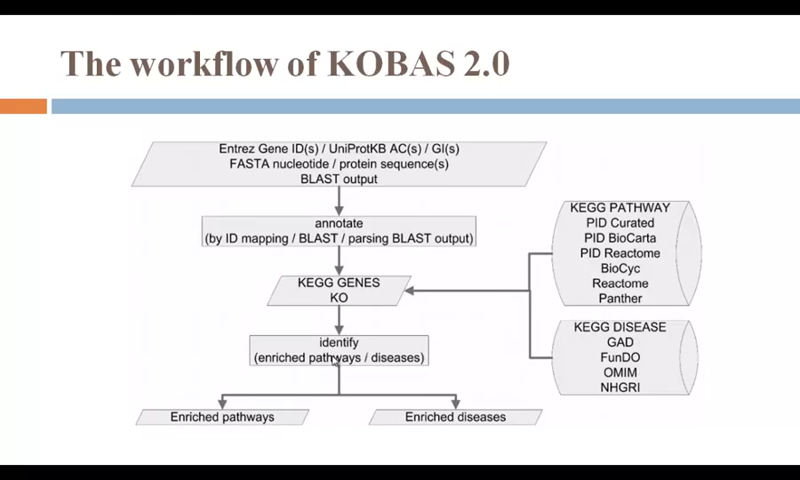 The workflow of KOBAS 2.0
Entrez Gene ID(s) / UniProtKB AC(s) / GI(s)
FASTA nucleotide / protein sequence(s)
BLAST output
annotate
(by ID mapping / BLAST / parsing BLAST output)
KEGG GENES
KO
identify
(enriched pathways / diseases)
Enriched pathways
Enriched diseases
KEGG PATHWAY
PID Curated
PID BioCarta
PID Reactome
BioCyc
Reactome
Panther
KEGG DISEASE
GAD
FunDO
OMIM
NHGRI